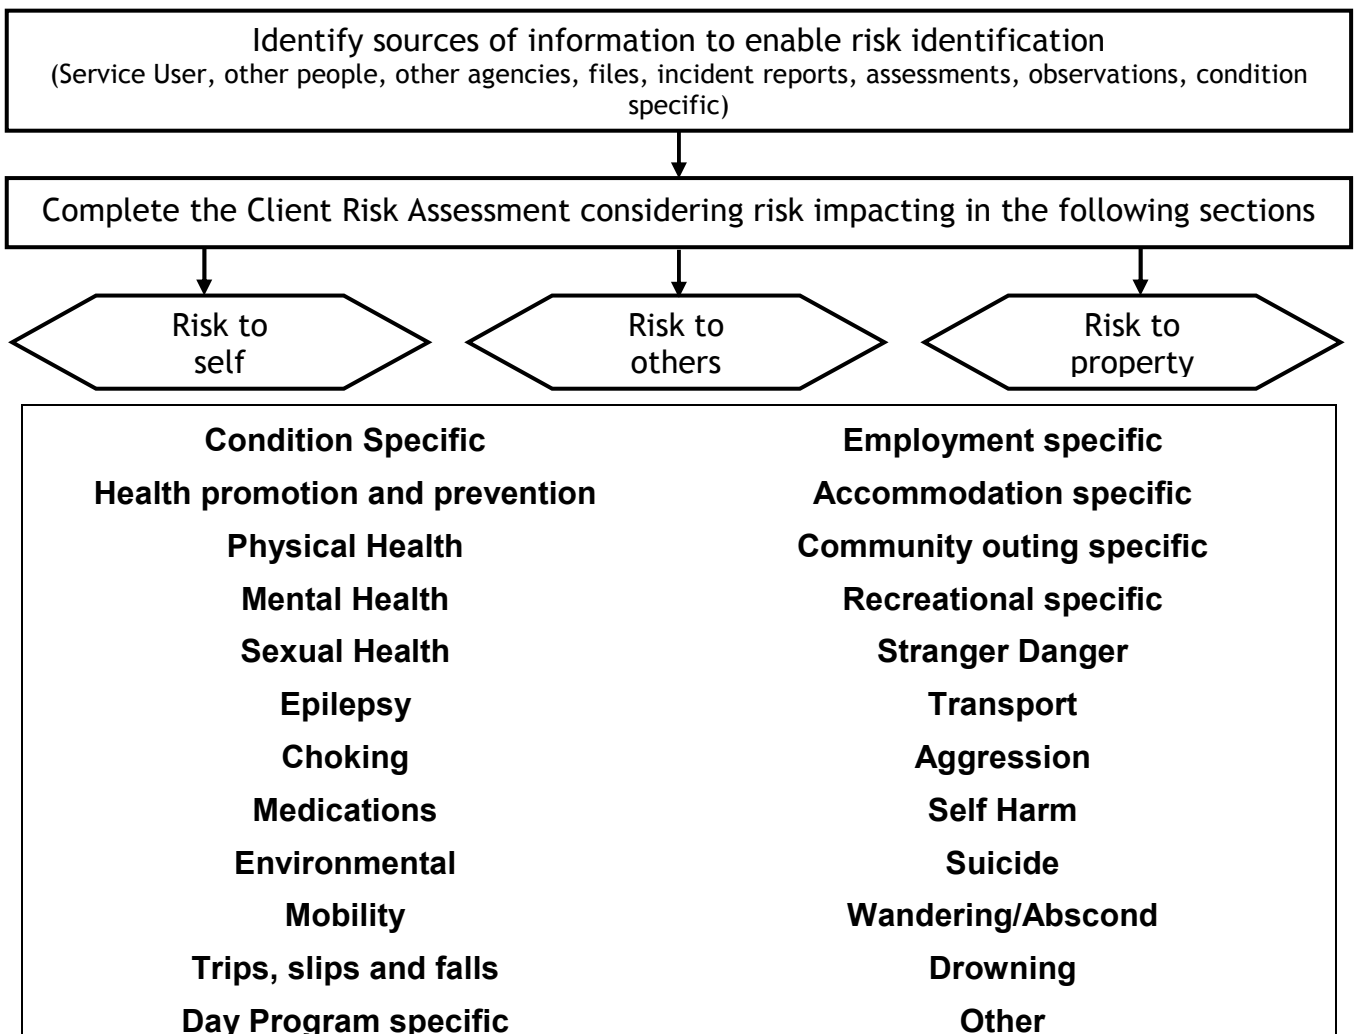 Identify sources of information to enable risk identification
(Service User, other people, other agencies, files, incident reports, assessments, observations, condition
specific)
Complete the Client Risk Assessment considering risk impacting in the following sections
Risk to
self
Risk to
others
Risk to
property
Condition Specific
Health promotion and prevention
Physical Health
Mental Health
Sexual Health
Epilepsy
Choking
Medications
Environmental
Mobility
Trips, slips and falls
Day Program specific
Employment specific
Accommodation specific
Community outing specific
Recreational specific
Stranger Danger
Transport
Aggression
Self Harm
Suicide
Wandering/Abscond
Drowning
Other